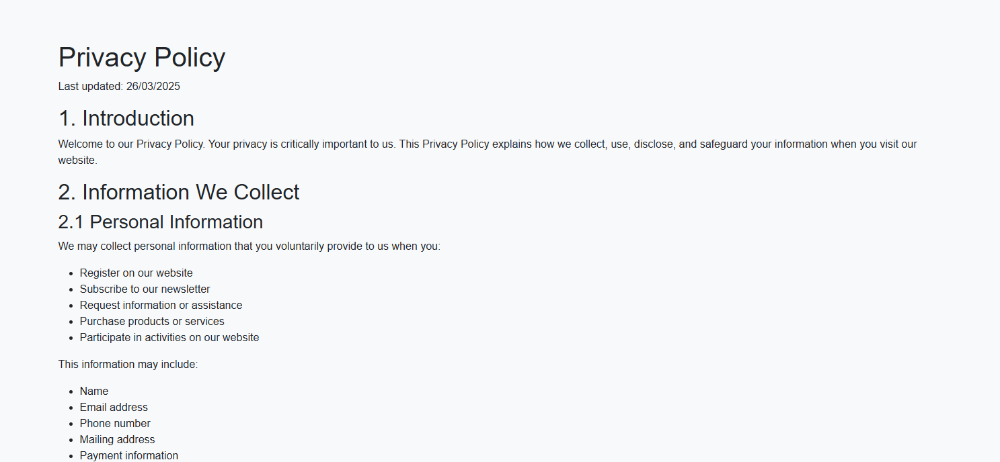 Privacy Policy
Last updated: 26/03/2025
1. Introduction
Welcome to our Privacy Policy. Your privacy is critically important to us. This Privacy Policy explains how we collect, use, disclose, and safeguard your information when you visit our
website.
2. Information We Collect
2.1 Personal Information
We may collect personal information that you voluntarily provide to us when you:
• Register on our website
• Subscribe to our newsletter
• Request information or assistance
• Purchase products or services
• Participate in activities on our website
This information may include:
• Name
• Email address
• Phone number
• Mailing address
• Payment information